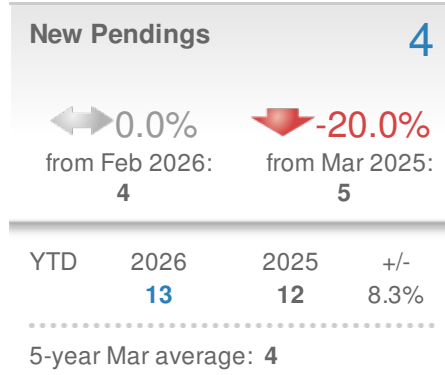 New Pendings 4
0.0% -20.0%
from Feb 2026: from Mar 2025:
4 5
YTD 2026 2025 +/-
13 12 8.3%
5-year Mar average: 4